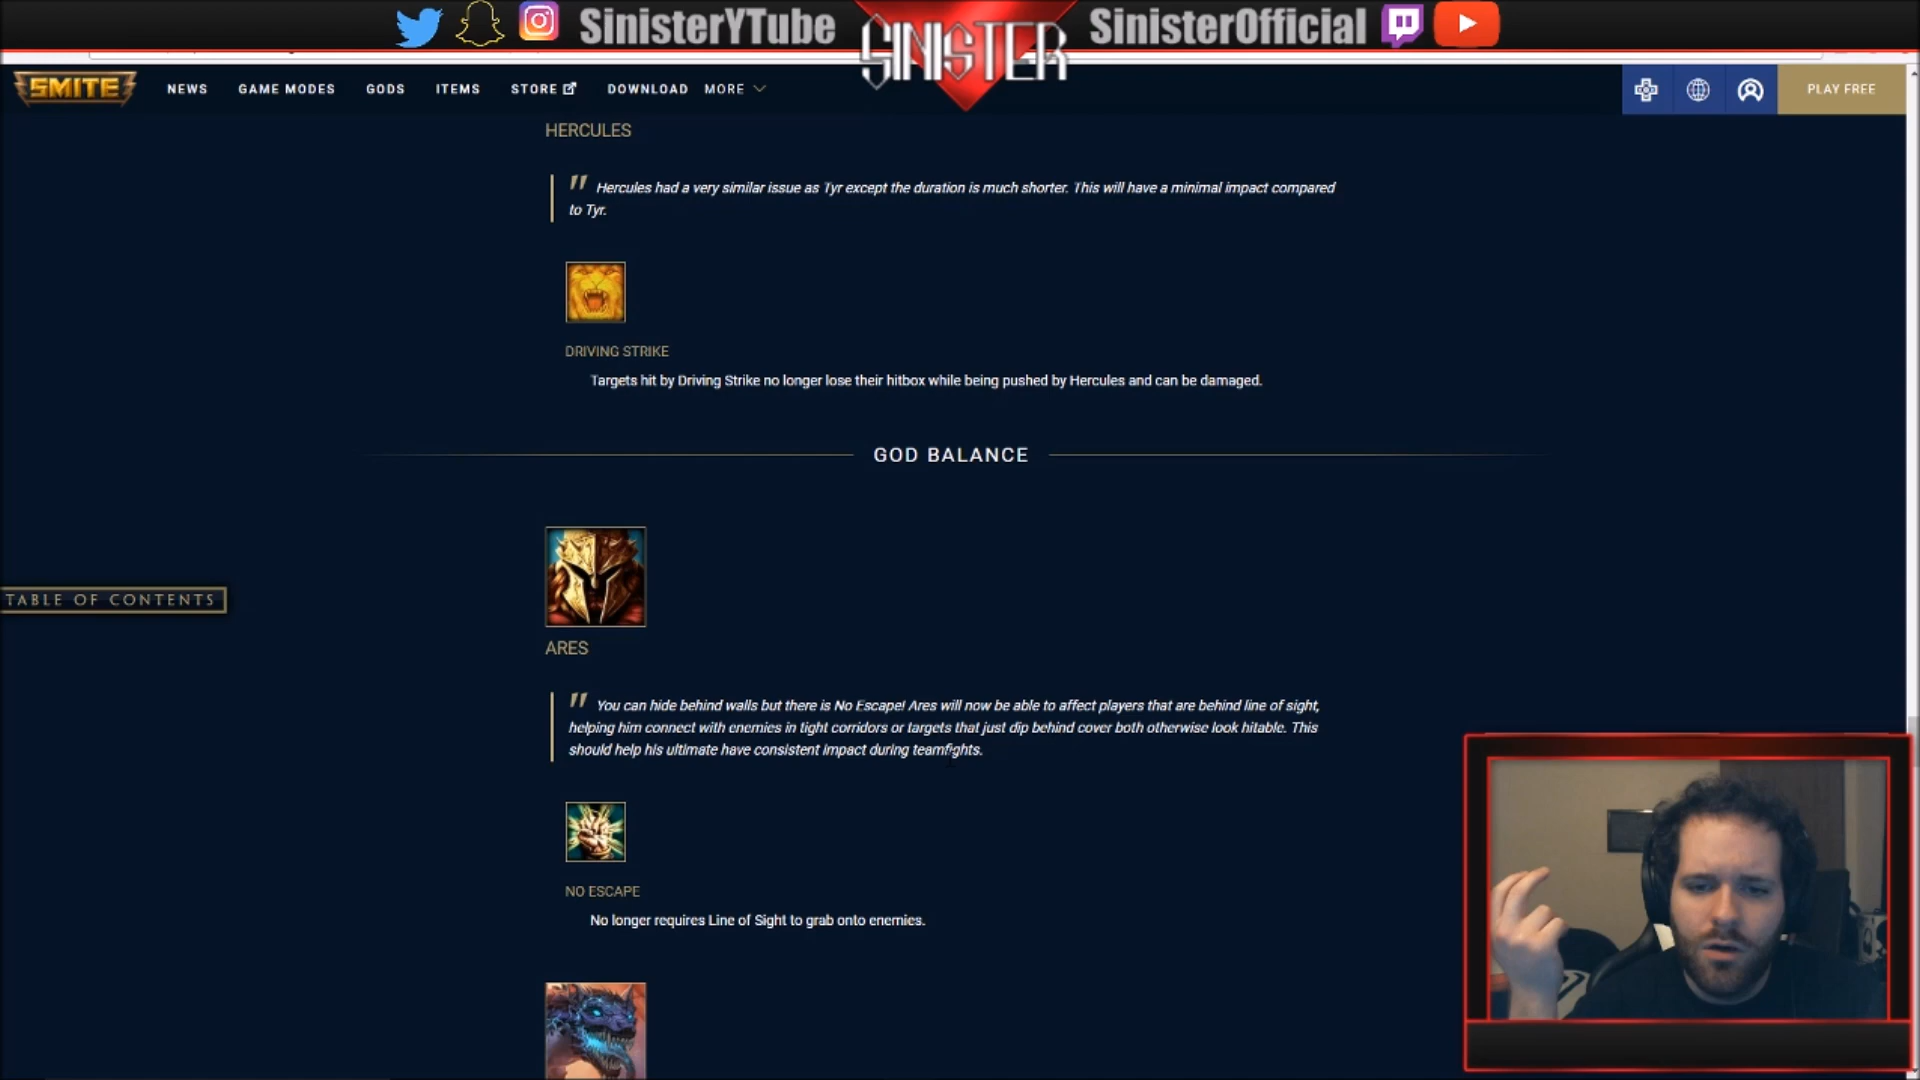 SinisterYTube
SINISTER
SinisterOfficial
SMITE
NEWS
GAME MODES
GODS
ITEMS
STORE
DOWNLOAD
MORE
PLAY FREE
HERCULES
" Hercules had a very similar issue as Tyr except the duration is much shorter. This will have a minimal impact compared
to Tyr.
DRIVING STRIKE
Targets hit by Driving Strike no longer lose their hitbox while being pushed by Hercules and can be damaged.
GOD BALANCE
TABLE OF CONTENTS
ARES
" You can hide behind walls but there is No Escape! Ares will now be able to affect players that are behind line of sight,
helping him connect with enemies in tight corridors or targets that just dip behind cover both otherwise look hitable. This
should help his ultimate have consistent impact during teamfights.
NO ESCAPE
No longer requires Line of Sight to grab onto enemies.